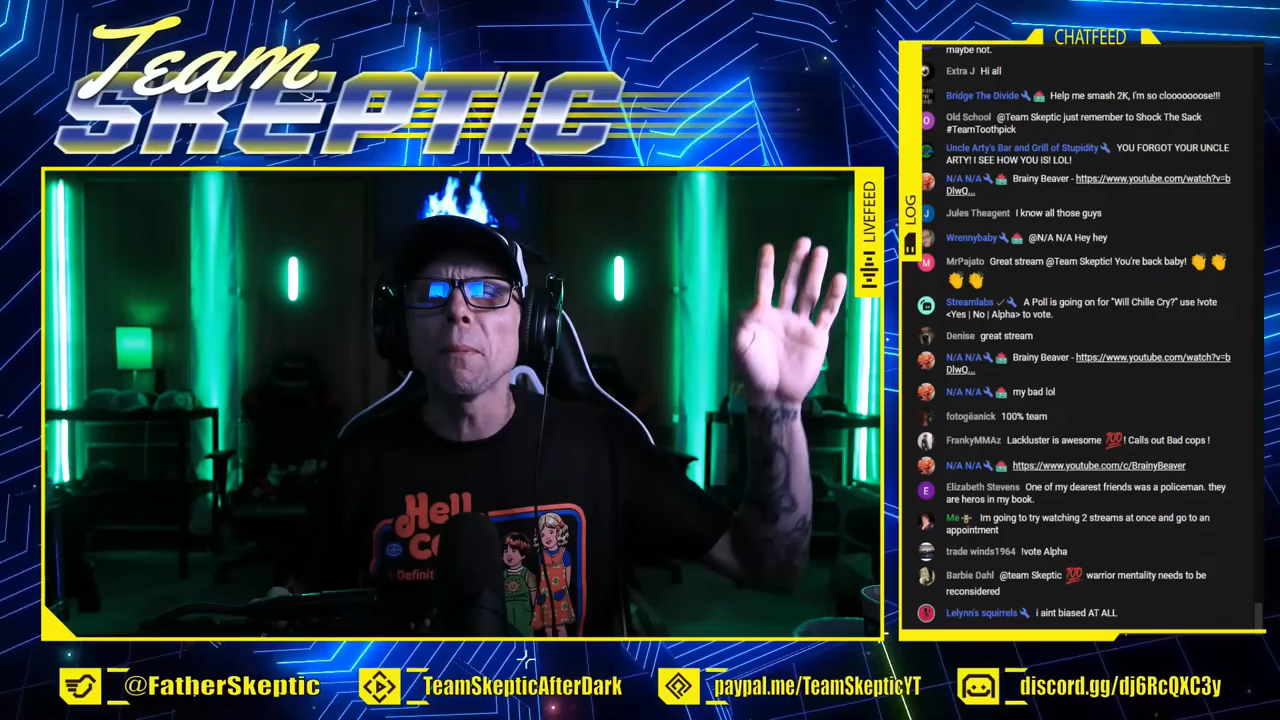 Team
SKEPTIC
LIVEFEED
Hell
Co
A Definit
CHATFEED
LOG
maybe not.
Extra J Hi all
Bridge The Divide Help me smash 2K, I'm so clooooooose!!!
Old School @Team Skeptic just remember to Shock The Sack
#TeamToothpick
Uncle Arty's Bar and Grill of Stupidity YOU FORGOT YOUR UNCLE
ARTY! I SEE HOW YOU IS! LOL!
N/A N/A Brainy Beaver - https://www.youtube.com/watch?v=b
DlwQ...
Jules Theagent I know all those guys
Wrennybaby @N/A N/A Hey hey
MrPajato Great stream @Team Skeptic! You're back baby! 👏 👏
👏 👏
Streamlabs ✓ A Poll is going on for "Will Chille Cry?" use !vote
<Yes | No | Alpha> to vote.
Denise great stream
N/A N/A Brainy Beaver - https://www.youtube.com/watch?v=b
DlwQ...
N/A N/A my bad lol
fotogëanick 100% team
FrankyMMAz Lackluster is awesome 💯! Calls out Bad cops !
N/A N/A https://www.youtube.com/c/BrainyBeaver
Elizabeth Stevens One of my dearest friends was a policeman. they
are heros in my book.
Me Im going to try watching 2 streams at once and go to an
appointment
trade winds1964 !vote Alpha
Barbie Dahl @team Skeptic 💯 warrior mentality needs to be
reconsidered
Lelynn's squirrels i aint biased AT ALL
@FatherSkeptic
TeamSkepticAfterDark
paypal.me/TeamSkepticYT
discord.gg/dj6RcQXC3y